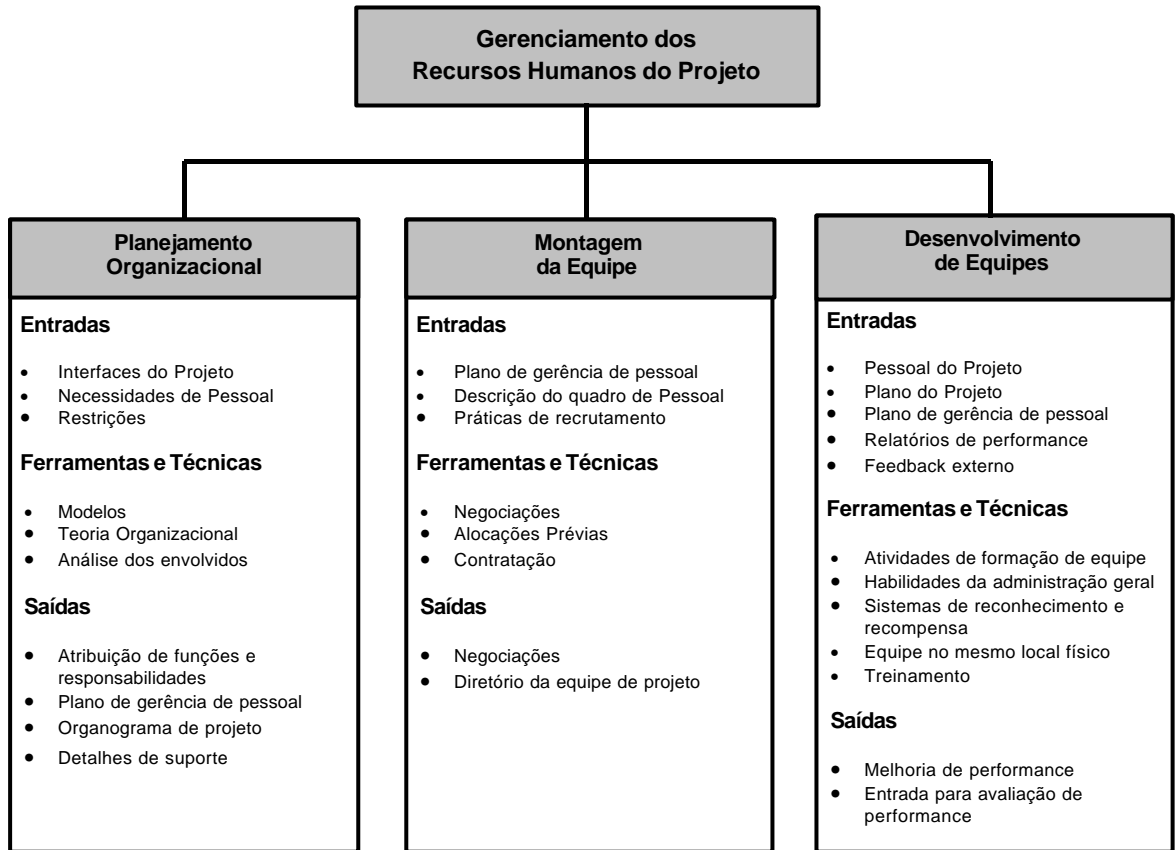 Gerenciamento dos
Recursos Humanos do Projeto
Planejamento
Organizacional
Entradas
• Interfaces do Projeto
• Necessidades de Pessoal
• Restrições
Ferramentas e Técnicas
• Modelos
• Teoria Organizacional
• Análise dos envolvidos
Saídas
• Atribuição de funções e
responsabilidades
• Plano de gerência de pessoal
• Organograma de projeto
• Detalhes de suporte
Montagem
da Equipe
Entradas
• Plano de gerência de pessoal
• Descrição do quadro de Pessoal
• Práticas de recrutamento
Ferramentas e Técnicas
• Negociações
• Alocações Prévias
• Contratação
Saídas
• Negociações
• Diretório da equipe de projeto
Desenvolvimento
de Equipes
Entradas
• Pessoal do Projeto
• Plano do Projeto
• Plano de gerência de pessoal
• Relatórios de performance
• Feedback externo
Ferramentas e Técnicas
• Atividades de formação de equipe
• Habilidades da administração geral
• Sistemas de reconhecimento e
recompensa
• Equipe no mesmo local físico
• Treinamento
Saídas
• Melhoria de performance
• Entrada para avaliação de
performance